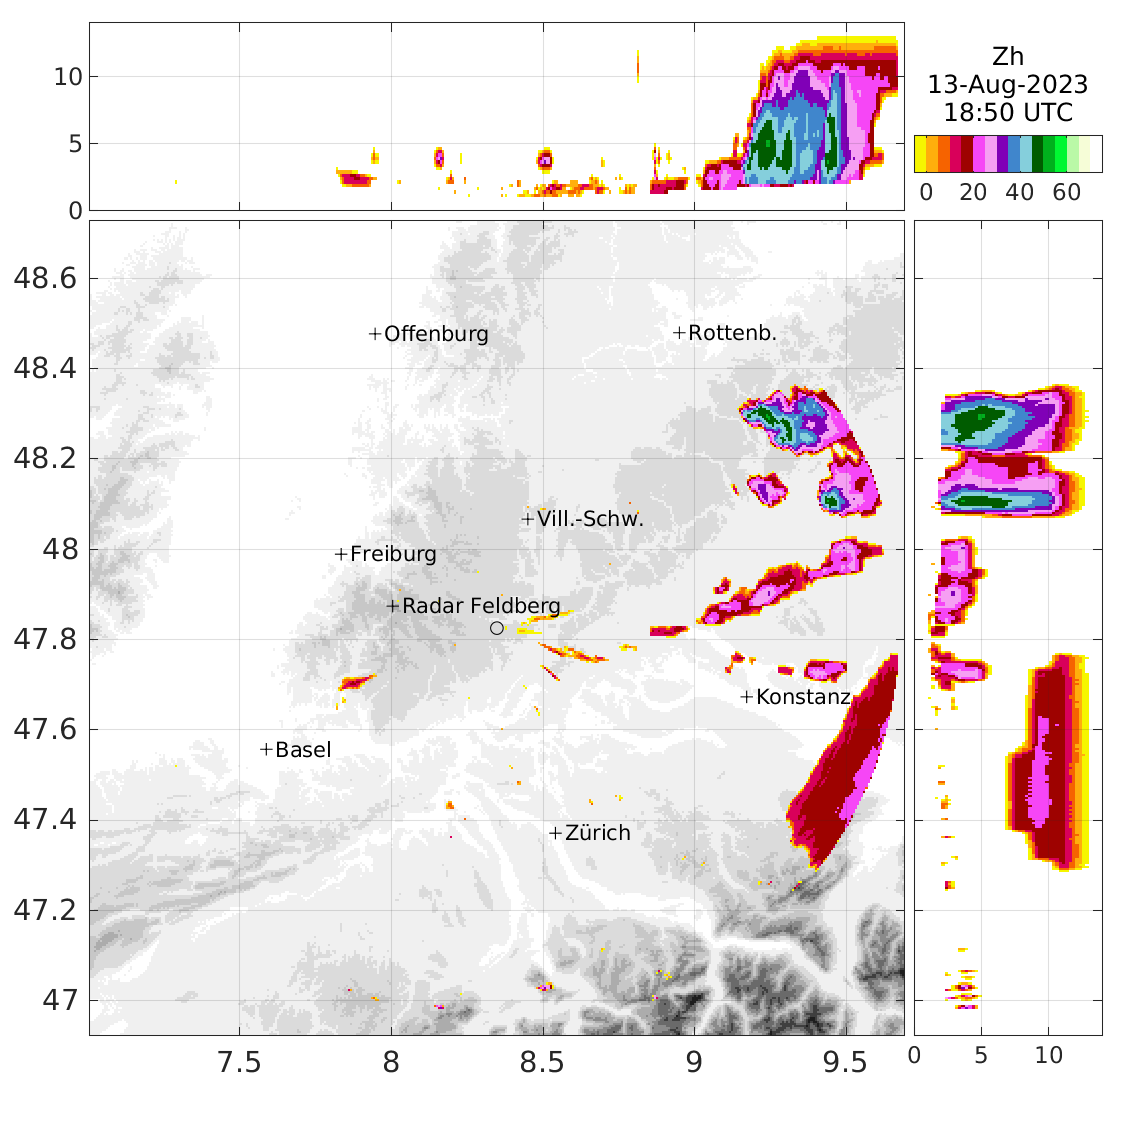 10
5
0
Zh
13-Aug-2023
18:50 UTC
0 20 40 60
48.6
48.4
48.2
48
47.8
47.6
47.4
47.2
47
Offenburg
Rottenb.
Vill.-Schw.
Freiburg
Radar Feldberg
Konstanz
Basel
Zürich
7.5 8 8.5 9 9.5
0 5 10